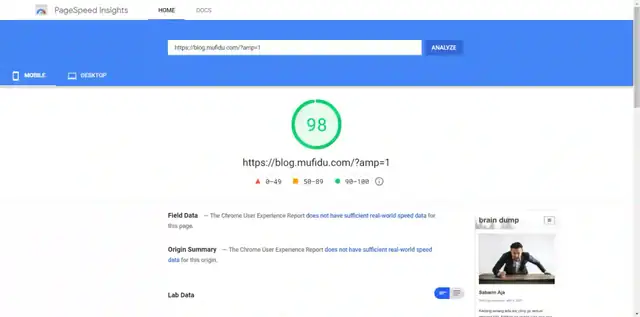 PageSpeed Insights
HOME
DOCS
https://blog.mufidu.com/?amp=1
ANALYZE
MOBILE
DESKTOP
98
https://blog.mufidu.com/?amp=1
0–49
50–89
90–100
Field Data — The Chrome User Experience Report does not have sufficient real-world speed data for
this page.
Origin Summary — The Chrome User Experience Report does not have sufficient real-world speed
data for this origin.
Lab Data
brain dump
Sabarin Aja